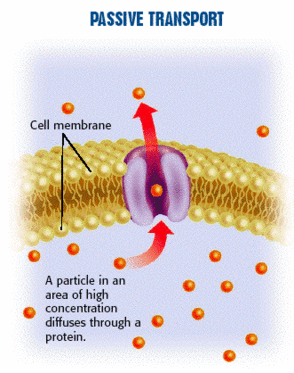 PASSIVE TRANSPORT
Cell membrane
A particle in an
area of high
concentration
diffuses through a
protein.